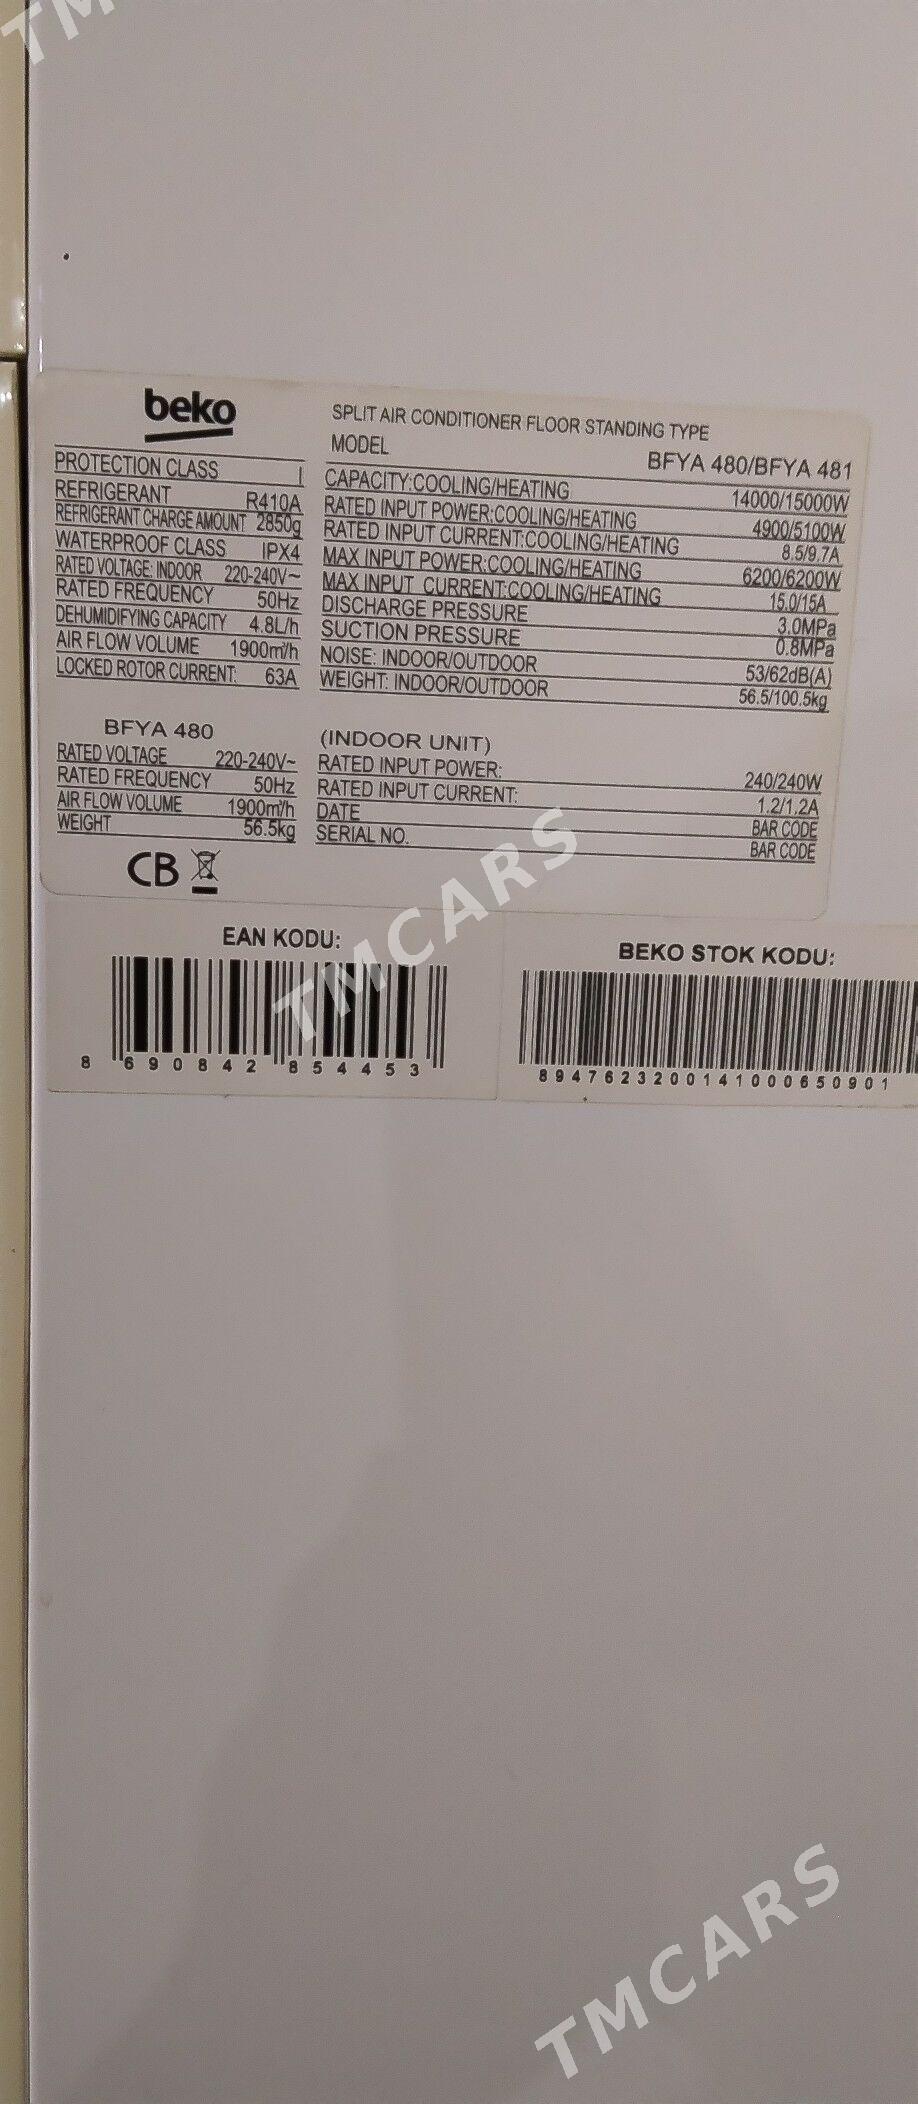 TM
beko
SPLIT AIR CONDITIONER FLOOR STANDING TYPE
MODEL BFYA 480/BFYA 481
PROTECTION CLASS I
REFRIGERANT R410A
REFRIGERANT CHARGE AMOUNT 2850g
WATERPROOF CLASS IPX4
RATED VOLTAGE: INDOOR 220-240V~
RATED FREQUENCY 50Hz
DEHUMIDIFYING CAPACITY 4.8L/h
AIR FLOW VOLUME 1900m³/h
LOCKED ROTOR CURRENT: 63A
CAPACITY:COOLING/HEATING 14000/15000W
RATED INPUT POWER:COOLING/HEATING 4900/5100W
RATED INPUT CURRENT:COOLING/HEATING 8.5/9.7A
MAX INPUT POWER:COOLING/HEATING 6200/6200W
MAX INPUT CURRENT:COOLING/HEATING 15.0/15A
DISCHARGE PRESSURE 3.0MPa
SUCTION PRESSURE 0.8MPa
NOISE: INDOOR/OUTDOOR 53/62dB(A)
WEIGHT: INDOOR/OUTDOOR 56.5/100.5kg
BFYA 480 (INDOOR UNIT)
RATED VOLTAGE 220-240V~
RATED FREQUENCY 50Hz
AIR FLOW VOLUME 1900m³/h
WEIGHT 56.5kg
RATED INPUT POWER: 240/240W
RATED INPUT CURRENT: 1.2/1.2A
DATE BAR CODE
SERIAL NO. BAR CODE
CB
TMCARS
EAN KODU:
8 690842 854453
BEKO STOK KODU:
8947623200141000650901
TMCARS